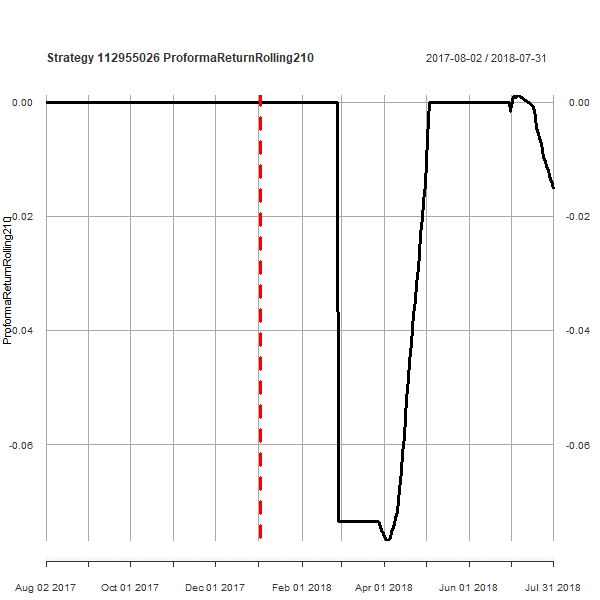 Strategy 112955026 ProformaReturnRolling210
2017-08-02 / 2018-07-31
0.00
0.00
-0.02
-0.02
-0.04
-0.04
-0.06
-0.06
ProformaReturnRolling210
Aug 02 2017
Oct 01 2017
Dec 01 2017
Feb 01 2018
Apr 01 2018
Jun 01 2018
Jul 31 2018